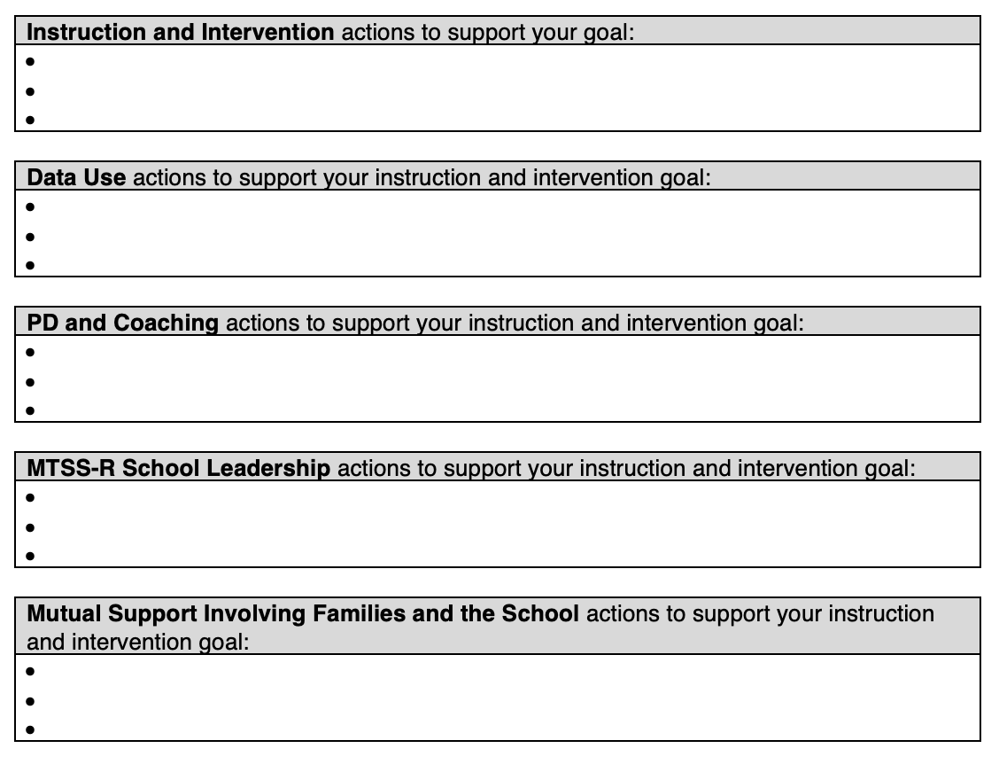 Instruction and Intervention actions to support your goal:
•
•
•
Data Use actions to support your instruction and intervention goal:
•
•
•
PD and Coaching actions to support your instruction and intervention goal:
•
•
•
MTSS-R School Leadership actions to support your instruction and intervention goal:
•
•
•
Mutual Support Involving Families and the School actions to support your instruction
and intervention goal:
•
•
•